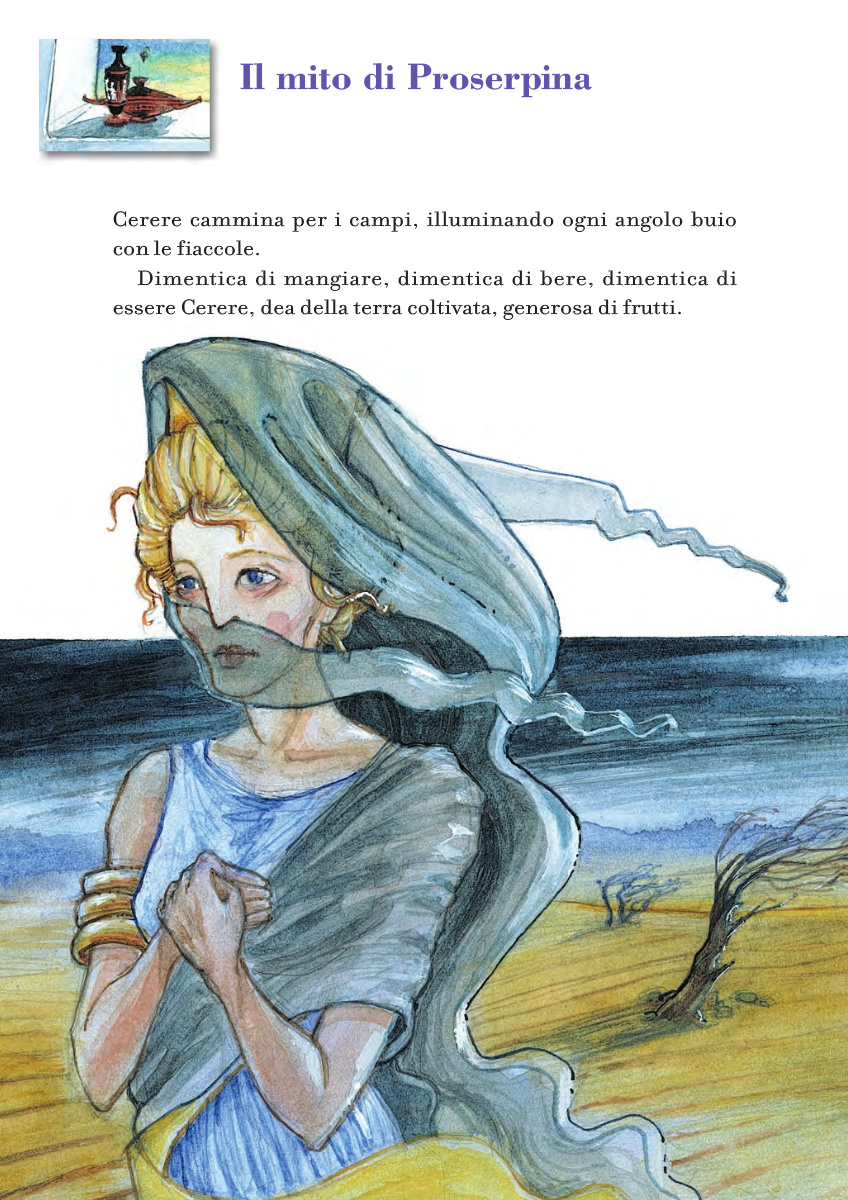 Il mito di Proserpina
Cerere cammina per i campi, illuminando ogni angolo buio
con le fiaccole.
Dimentica di mangiare, dimentica di bere, dimentica di
essere Cerere, dea della terra coltivata, generosa di frutti.